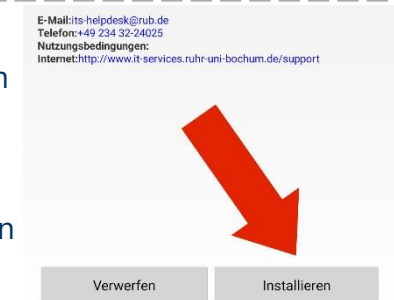 E-Mail:its-helpdesk@rub.de
Telefon:+49 234 32-24025
Nutzungsbedingungen:
Internet:http://www.it-services.ruhr-uni-bochum.de/support
n
n
Verwerfen
Installieren